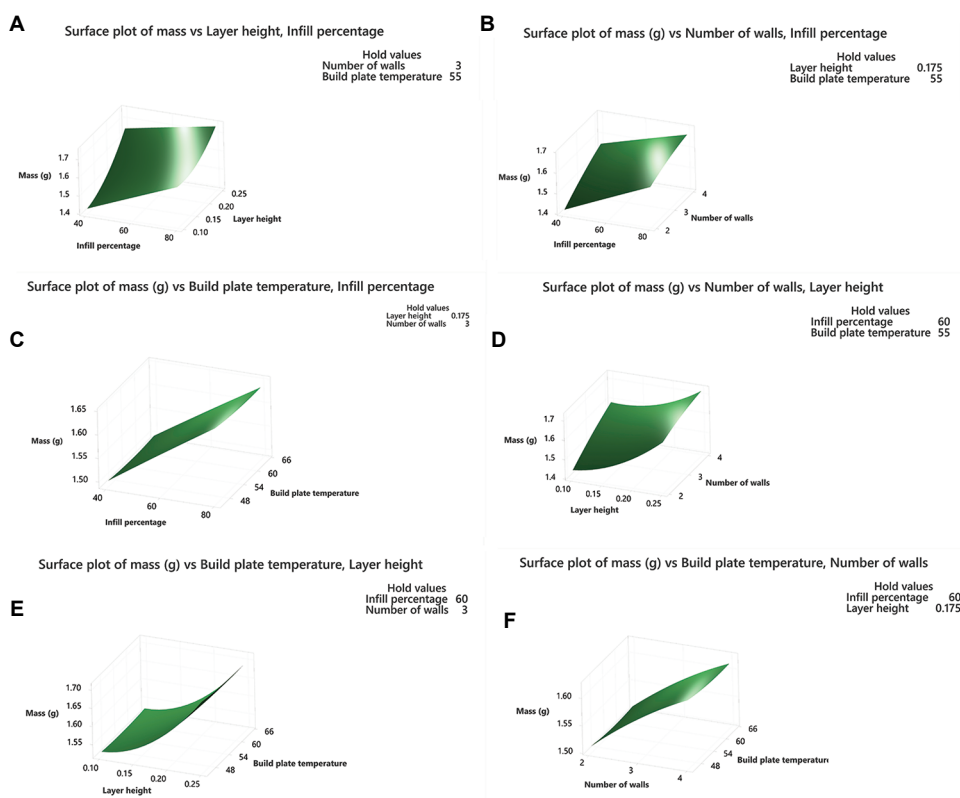 A
Surface plot of mass vs Layer height, Infill percentage
Hold values
Number of walls 3
Build plate temperature 55
1.7
1.6
1.5
1.4
Mass (g)
40
60
80
Infill percentage
0.10
0.15
0.20
0.25
Layer height
B
Surface plot of mass (g) vs Number of walls, Infill percentage
Hold values
Layer height 0.175
Build plate temperature 55
1.7
1.6
1.5
1.4
Mass (g)
40
60
80
Infill percentage
2
3
4
Number of walls
C
Surface plot of mass (g) vs Build plate temperature, Infill percentage
Hold values
Layer height 0.175
Number of walls 3
1.65
1.60
1.55
1.50
Mass (g)
40
60
80
Infill percentage
48
54
60
66
Build plate temperature
D
Surface plot of mass (g) vs Number of walls, Layer height
Hold values
Infill percentage 60
Build plate temperature 55
1.7
1.6
1.5
1.4
Mass (g)
0.10
0.15
0.20
0.25
Layer height
2
3
4
Number of walls
E
Surface plot of mass (g) vs Build plate temperature, Layer height
Hold values
Infill percentage 60
Number of walls 3
1.70
1.65
1.60
1.55
Mass (g)
0.10
0.15
0.20
0.25
Layer height
48
54
60
66
Build plate temperature
F
Surface plot of mass (g) vs Build plate temperature, Number of walls
Hold values
Infill percentage 60
Layer height 0.175
1.60
1.55
1.50
Mass (g)
2
3
4
Number of walls
48
54
60
66
Build plate temperature